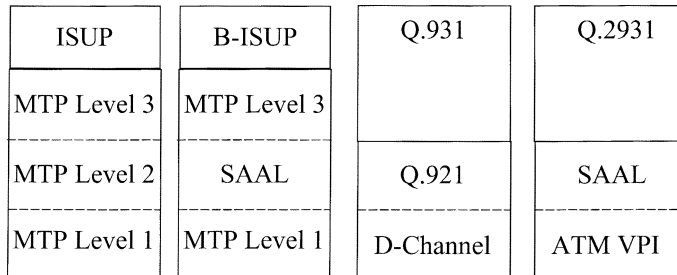 ISUP B-ISUP Q.931 Q.2931
MTP Level 3 MTP Level 3
MTP Level 2 SAAL Q.921 SAAL
MTP Level 1 MTP Level 1 D-Channel ATM VPI